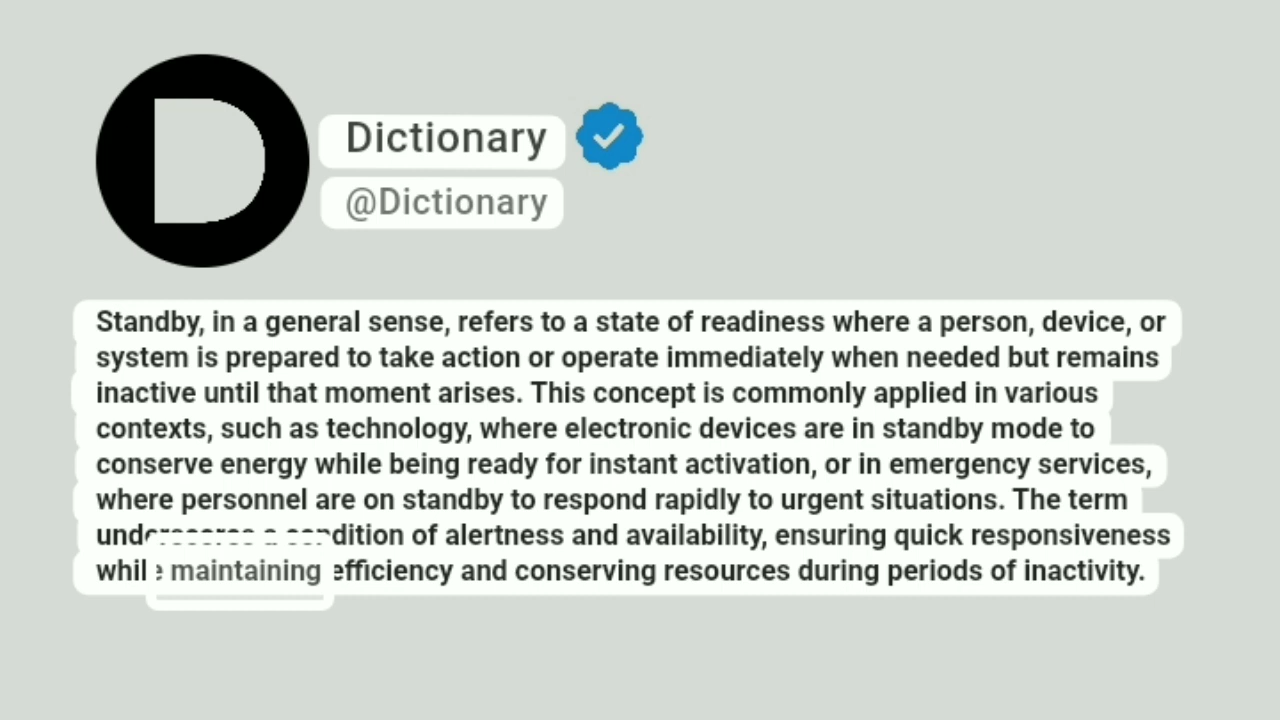 D
Dictionary
@Dictionary
Standby, in a general sense, refers to a state of readiness where a person, device, or
system is prepared to take action or operate immediately when needed but remains
inactive until that moment arises. This concept is commonly applied in various
contexts, such as technology, where electronic devices are in standby mode to
conserve energy while being ready for instant activation, or in emergency services,
where personnel are on standby to respond rapidly to urgent situations. The term
underscores a condition of alertness and availability, ensuring quick responsiveness
while maintaining efficiency and conserving resources during periods of inactivity.